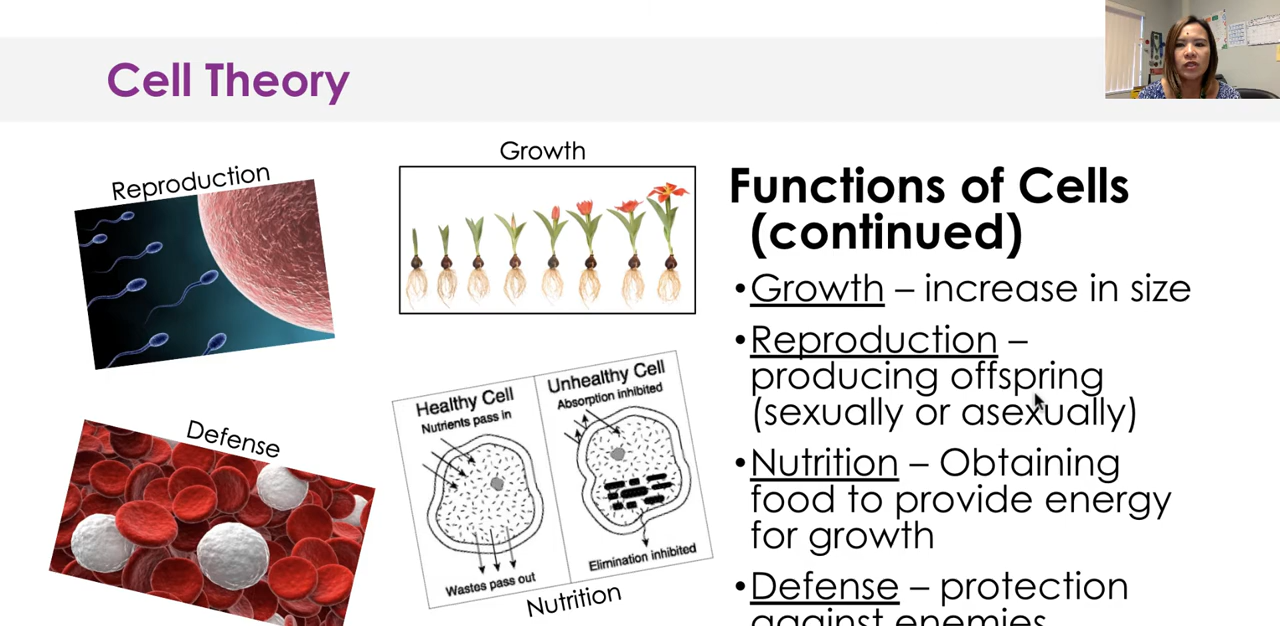 Cell Theory
Reproduction
Growth
Healthy Cell
Nutrients pass in
Wastes pass out
Unhealthy Cell
Absorption inhibited
Elimination inhibited
Nutrition
Defense
Functions of Cells
(continued)
•Growth – increase in size
•Reproduction –
producing offspring
(sexually or asexually)
•Nutrition – Obtaining
food to provide energy
for growth
•Defense – protection
against enemies